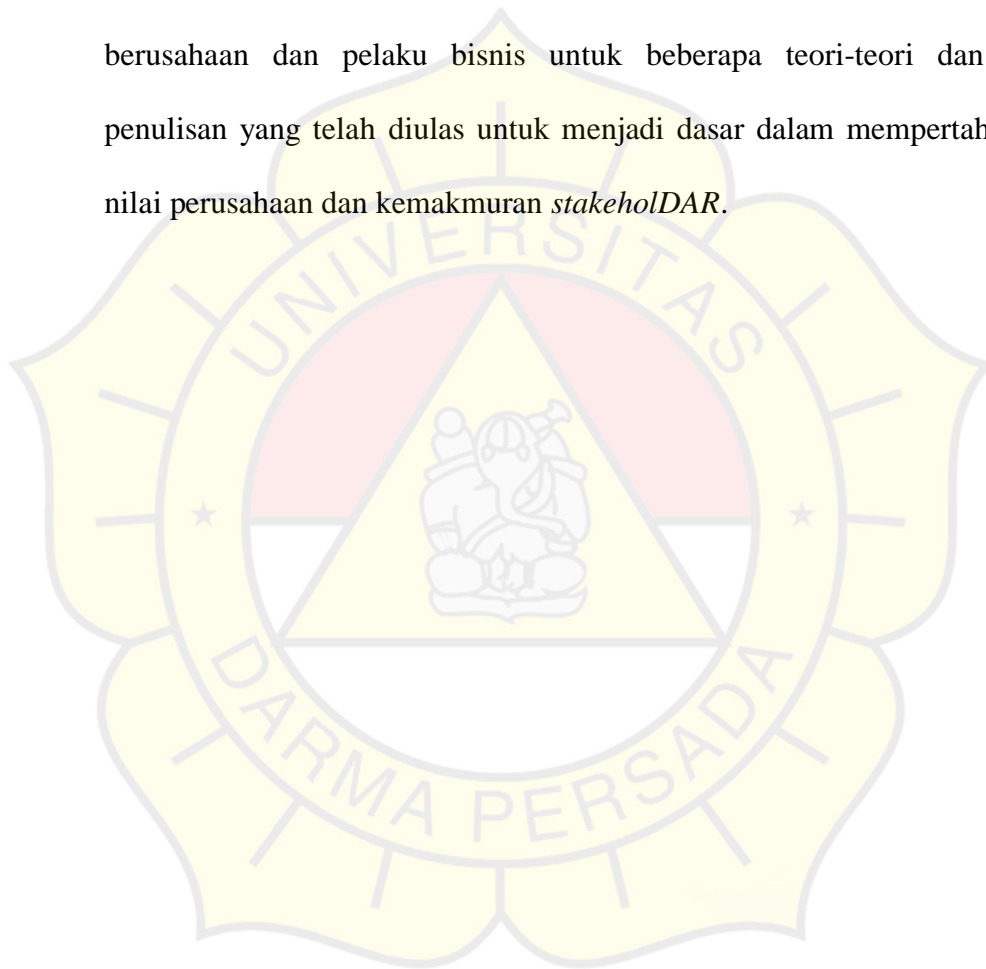 berusahaan dan pelaku bisnis untuk beberapa teori-teori dan
penulisan yang telah diulas untuk menjadi dasar dalam mempertah
nilai perusahaan dan kemakmuran stakeholDAR.
UNIVERSITAS
DARMA PERSADA